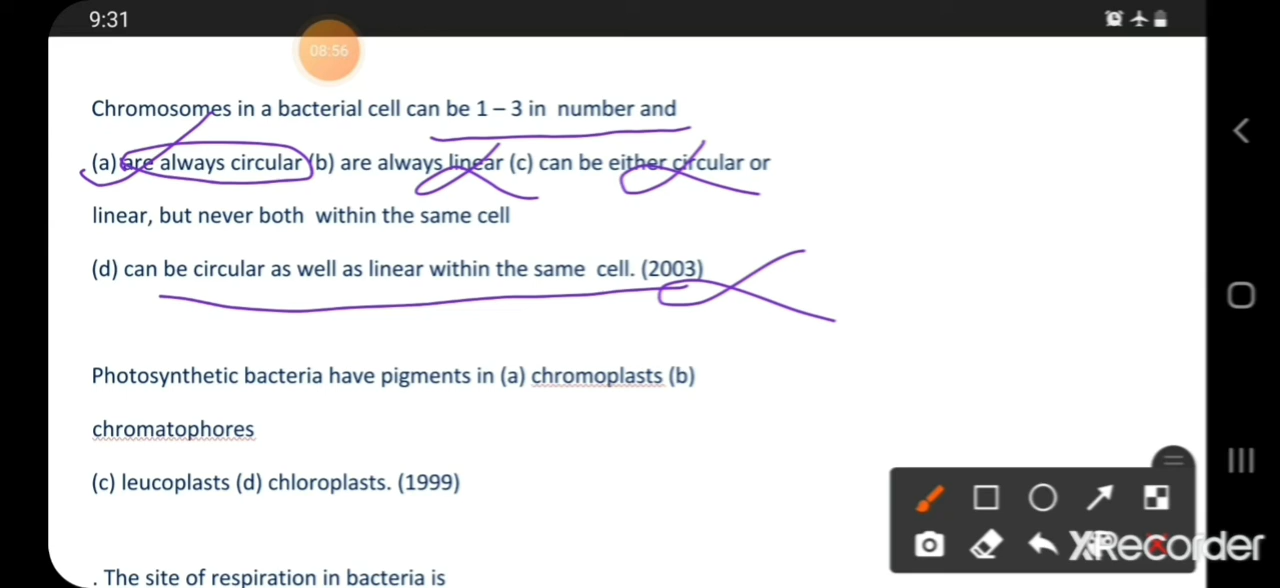 9:31
08:56
Chromosomes in a bacterial cell can be 1 – 3 in number and
(a) are always circular (b) are always linear (c) can be either circular or
linear, but never both within the same cell
(d) can be circular as well as linear within the same cell. (2003)
Photosynthetic bacteria have pigments in (a) chromoplasts (b)
chromatophores
(c) leucoplasts (d) chloroplasts. (1999)
. The site of respiration in bacteria is
XRecorder